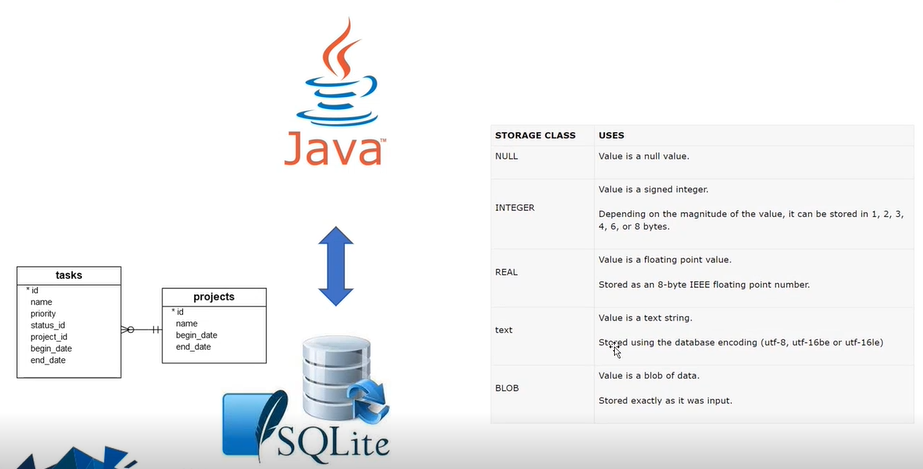 Java™
tasks
* id
name
priority
status_id
project_id
begin_date
end_date
projects
* id
name
begin_date
end_date
SQLite
STORAGE CLASS USES
NULL Value is a null value.
INTEGER Value is a signed integer.
Depending on the magnitude of the value, it can be stored in 1, 2, 3,
4, 6, or 8 bytes.
REAL Value is a floating point value.
Stored as an 8-byte IEEE floating point number.
text Value is a text string.
Stored using the database encoding (utf-8, utf-16be or utf-16le)
BLOB Value is a blob of data.
Stored exactly as it was input.